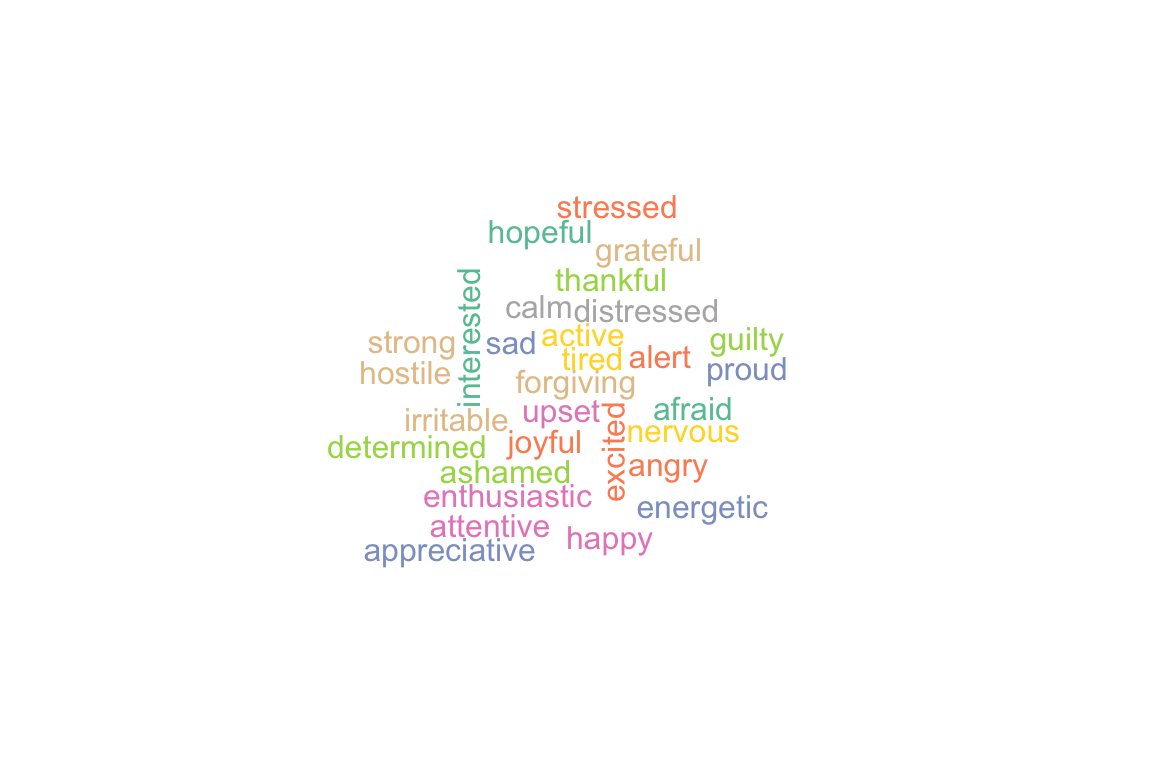 stressed
hopeful
grateful
thankful
interested
calm
distressed
active
guilty
strong
sad
tired
alert
proud
hostile
forgiving
upset
afraid
irritable
excited
nervous
determined
joyful
angry
ashamed
enthusiastic
energetic
attentive
happy
appreciative